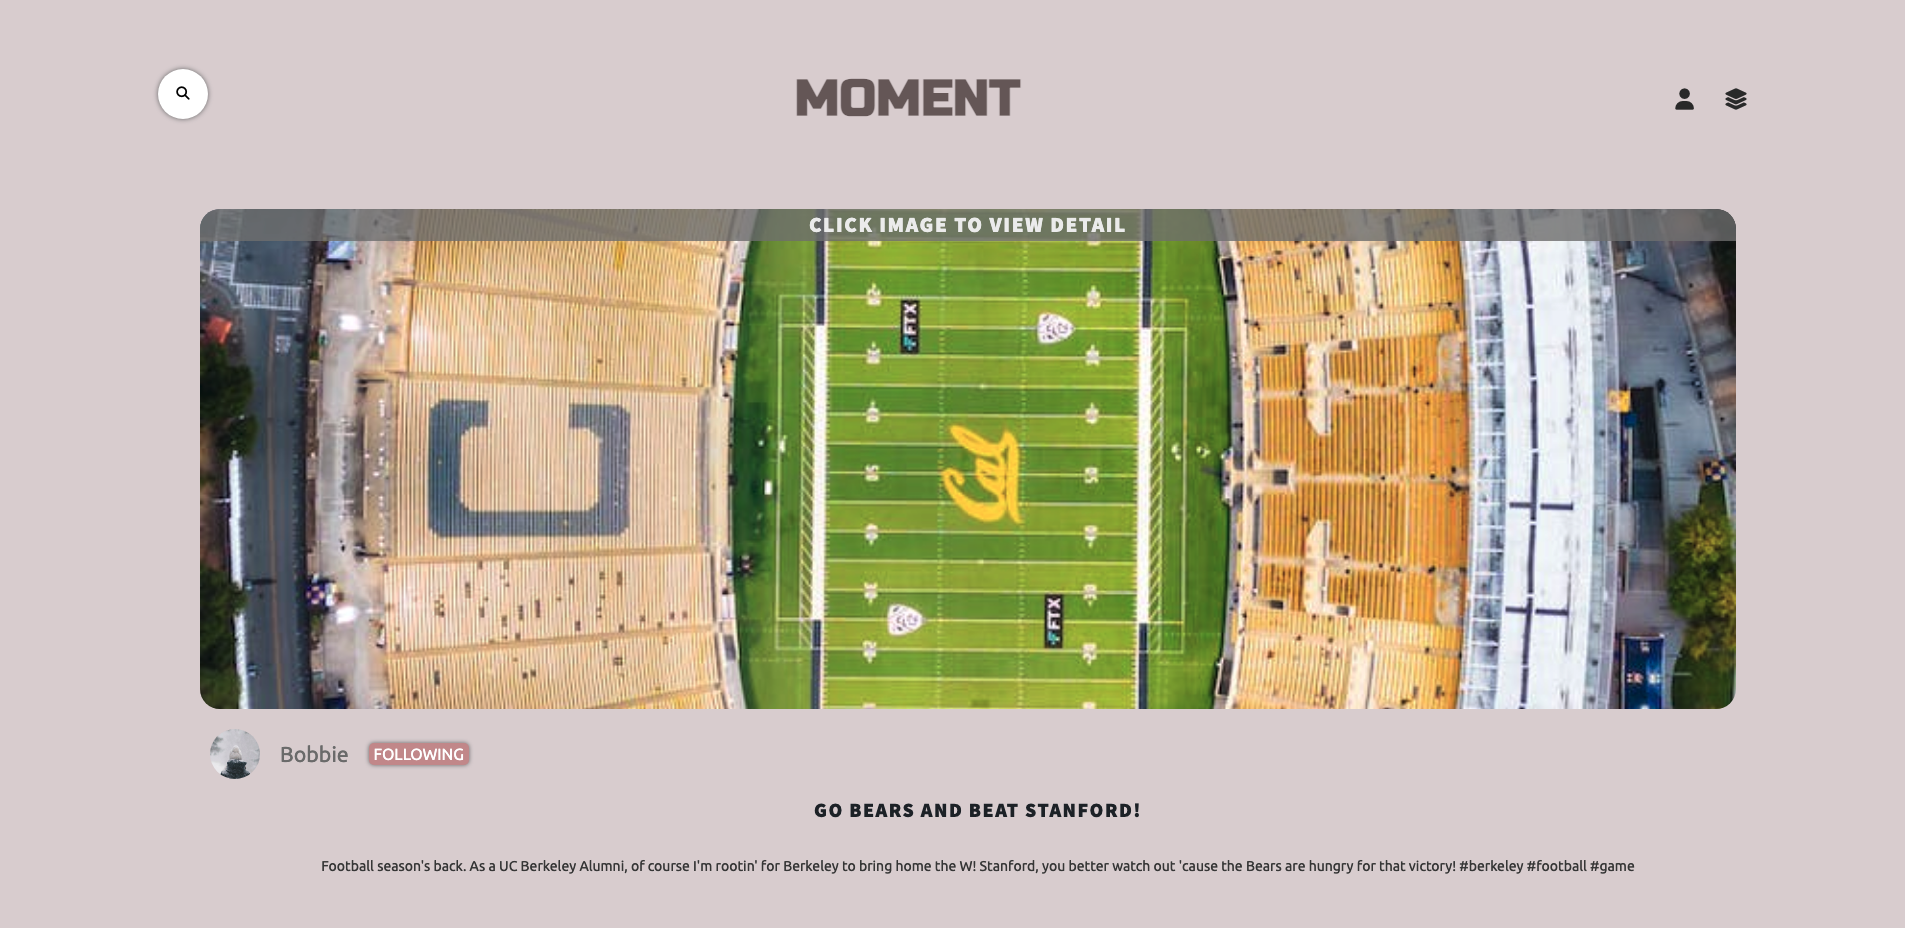 MOMENT
CLICK IMAGE TO VIEW DETAIL
FTX
C
Cal
FTX
Bobbie
FOLLOWING
GO BEARS AND BEAT STANFORD!
Football season's back. As a UC Berkeley Alumni, of course I'm rootin' for Berkeley to bring home the W! Stanford, you better watch out 'cause the Bears are hungry for that victory! #berkeley #football #game